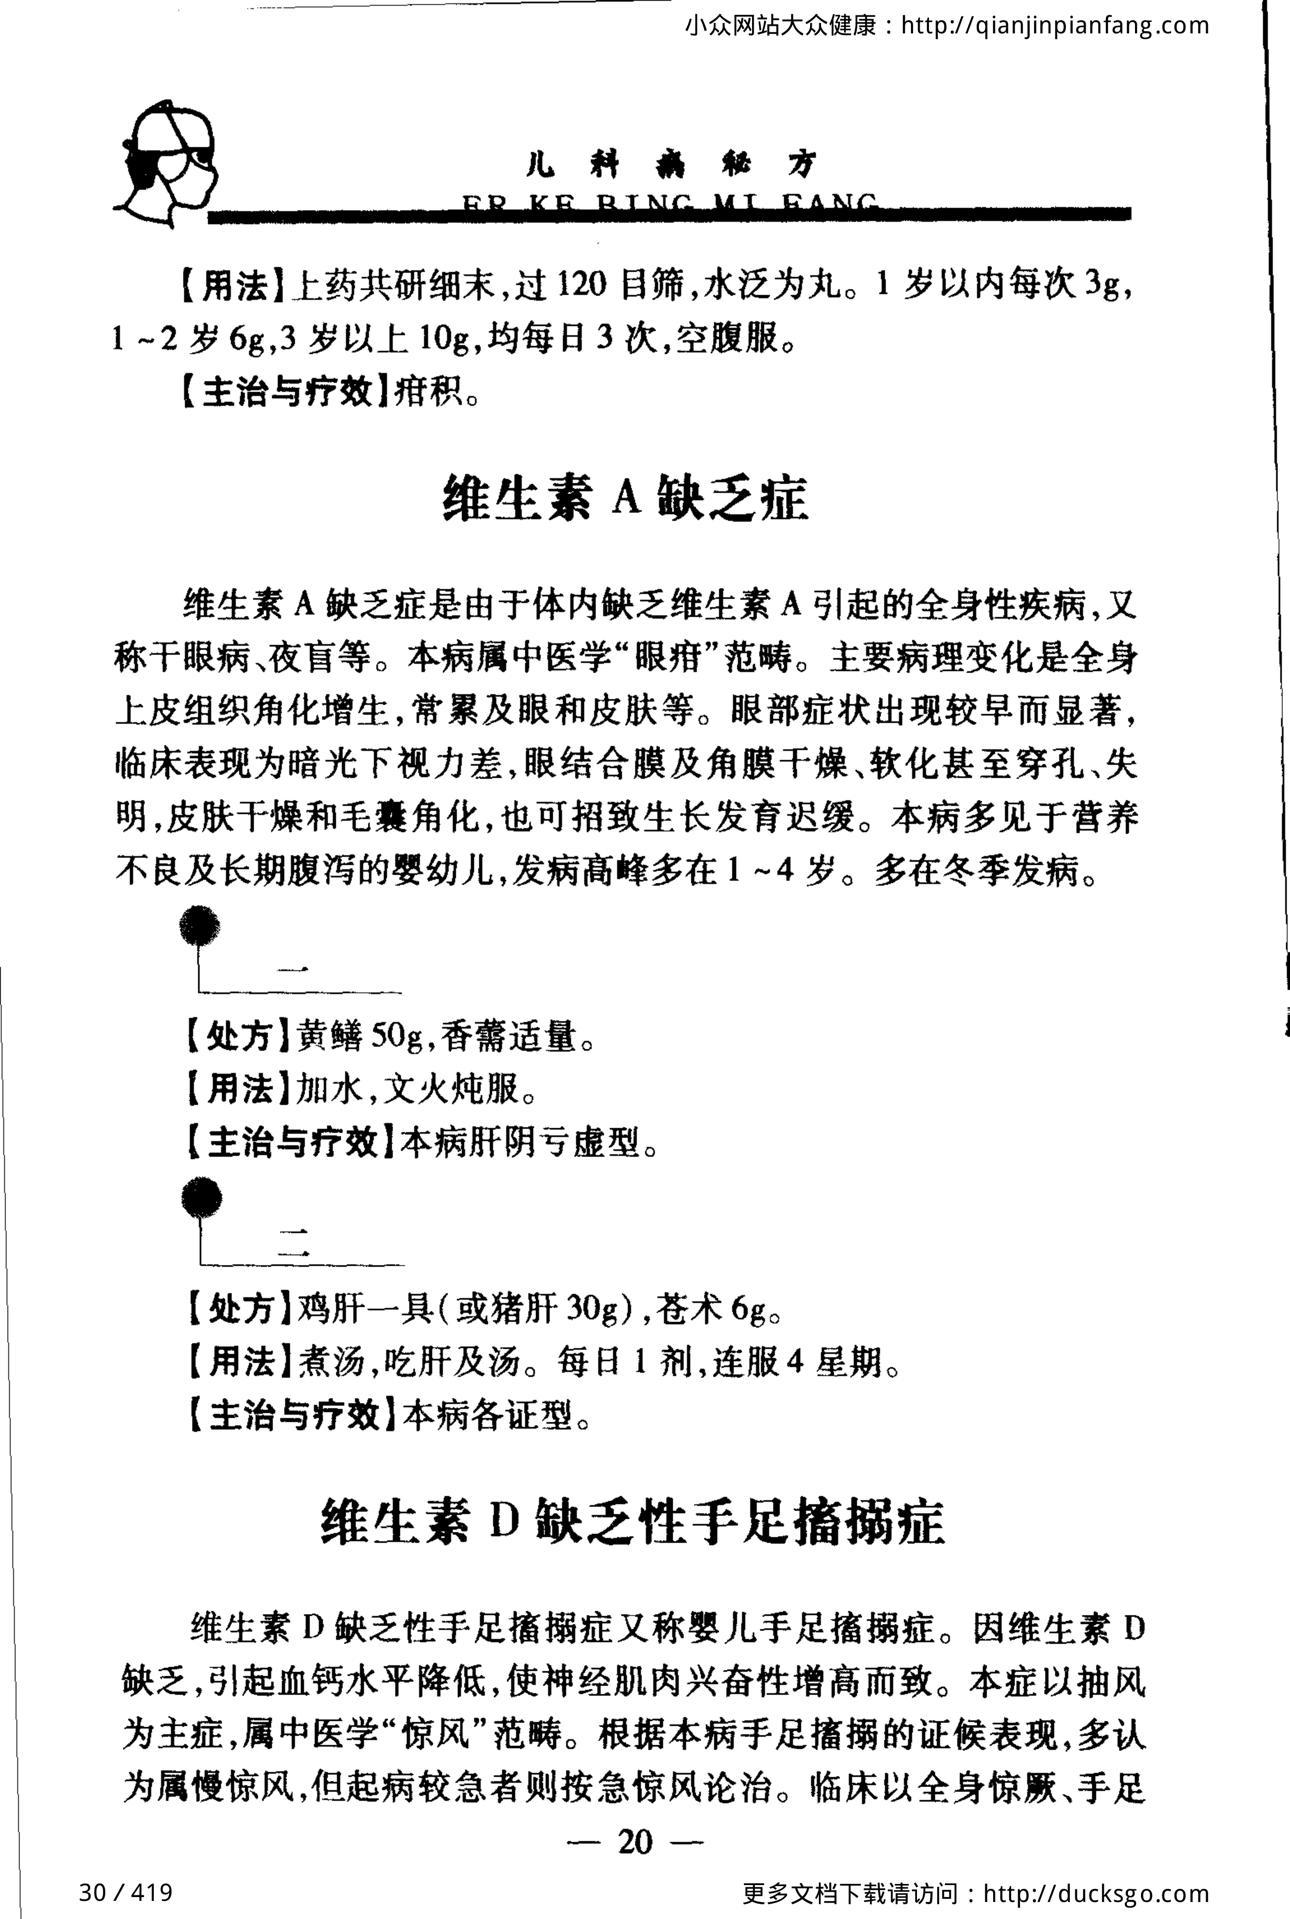 小众网站大众健康：http://qianjinpianfang.com
儿科病秘方
ER KE BING MI FANG
【用法】上药共研细末,过 120 目筛,水泛为丸。1 岁以内每次 3g,
1 ~ 2 岁 6g,3 岁以上 10g,均每日 3 次,空腹服。
【主治与疗效】疳积。
维生素 A 缺乏症
维生素 A 缺乏症是由于体内缺乏维生素 A 引起的全身性疾病,又
称干眼病、夜盲等。本病属中医学“眼疳”范畴。主要病理变化是全身
上皮组织角化增生,常累及眼和皮肤等。眼部症状出现较早而显著,
临床表现为暗光下视力差,眼结合膜及角膜干燥、软化甚至穿孔、失
明,皮肤干燥和毛囊角化,也可招致生长发育迟缓。本病多见于营养
不良及长期腹泻的婴幼儿,发病高峰多在 1 ~ 4 岁。多在冬季发病。
一
【处方】黄鳝 50g,香薷适量。
【用法】加水,文火炖服。
【主治与疗效】本病肝阴亏虚型。
二
【处方】鸡肝一具(或猪肝 30g),苍术 6g。
【用法】煮汤,吃肝及汤。每日 1 剂,连服 4 星期。
【主治与疗效】本病各证型。
维生素 D 缺乏性手足搐搦症
维生素 D 缺乏性手足搐搦症又称婴儿手足搐搦症。因维生素 D
缺乏,引起血钙水平降低,使神经肌肉兴奋性增高而致。本症以抽风
为主症,属中医学“惊风”范畴。根据本病手足搐搦的证候表现,多认
为属慢惊风,但起病较急者则按急惊风论治。临床以全身惊厥、手足
— 20 —
30 / 419
更多文档下载请访问：http://ducksgo.com